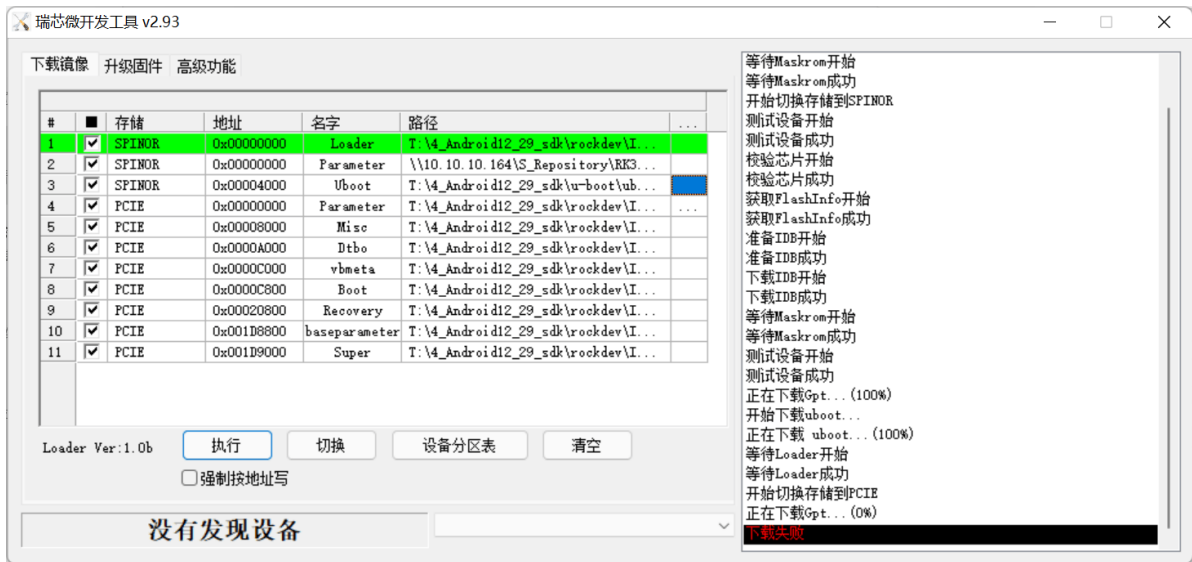 瑞芯微开发工具 v2.93
下载镜像 升级固件 高级功能
# 存储 地址 名字 路径 ...
1 SPINOR 0x00000000 Loader T:\4_Android12_29_sdk\rockdev\I...
2 SPINOR 0x00000000 Parameter \\10.10.10.164\S_Repository\RK3...
3 SPINOR 0x00004000 Uboot T:\4_Android12_29_sdk\u-boot\ub...
4 PCIE 0x00000000 Parameter T:\4_Android12_29_sdk\rockdev\I... ...
5 PCIE 0x00008000 Misc T:\4_Android12_29_sdk\rockdev\I...
6 PCIE 0x0000A000 Dtbo T:\4_Android12_29_sdk\rockdev\I...
7 PCIE 0x0000C000 vbmeta T:\4_Android12_29_sdk\rockdev\I...
8 PCIE 0x0000C800 Boot T:\4_Android12_29_sdk\rockdev\I...
9 PCIE 0x00020800 Recovery T:\4_Android12_29_sdk\rockdev\I...
10 PCIE 0x001D8800 baseparameter T:\4_Android12_29_sdk\rockdev\I...
11 PCIE 0x001D9000 Super T:\4_Android12_29_sdk\rockdev\I...
Loader Ver:1.0b 执行 切换 设备分区表 清空
强制按地址写
没有发现设备
等待Maskrom开始
等待Maskrom成功
开始切换存储到SPINOR
测试设备开始
测试设备成功
校验芯片开始
校验芯片成功
获取FlashInfo开始
获取FlashInfo成功
准备IDB开始
准备IDB成功
下载IDB开始
下载IDB成功
等待Maskrom开始
等待Maskrom成功
测试设备开始
测试设备成功
正在下载Gpt...(100%)
开始下载uboot...
正在下载 uboot...(100%)
等待Loader开始
等待Loader成功
开始切换存储到PCIE
正在下载Gpt...(0%)
下载失败